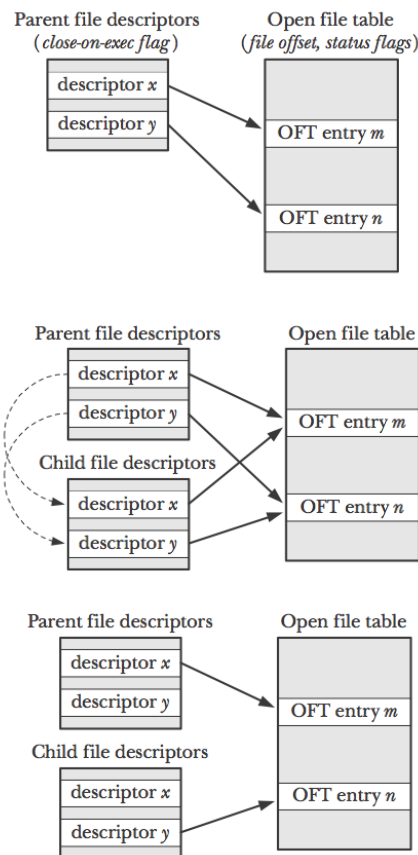 Parent file descriptors
(close-on-exec flag)
Open file table
(file offset, status flags)
descriptor x
descriptor y
OFT entry m
OFT entry n
Parent file descriptors
Open file table
descriptor x
descriptor y
OFT entry m
Child file descriptors
descriptor x
descriptor y
OFT entry n
Parent file descriptors
Open file table
descriptor x
descriptor y
OFT entry m
Child file descriptors
descriptor x
descriptor y
OFT entry n